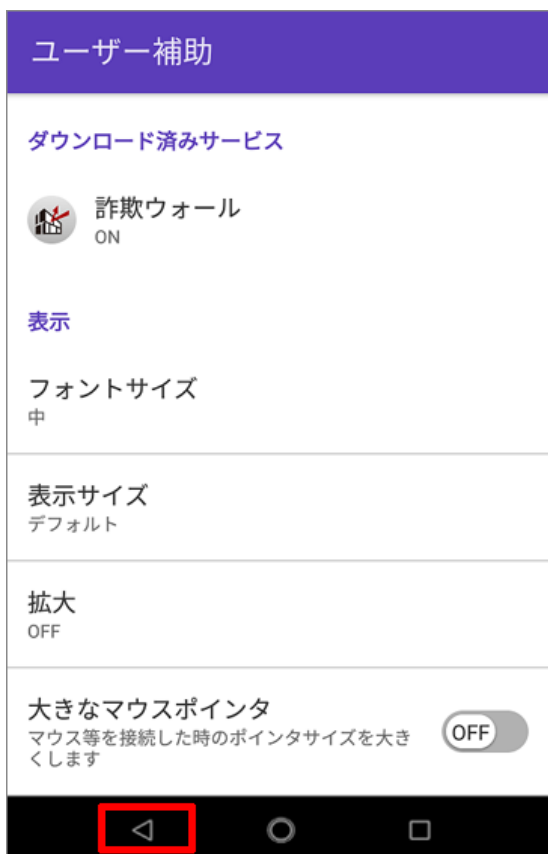 ユーザー補助
ダウンロード済みサービス
詐欺ウォール
ON
表示
フォントサイズ
中
表示サイズ
デフォルト
拡大
OFF
大きなマウスポインタ
マウス等を接続した時のポインタサイズを大き
くします
OFF